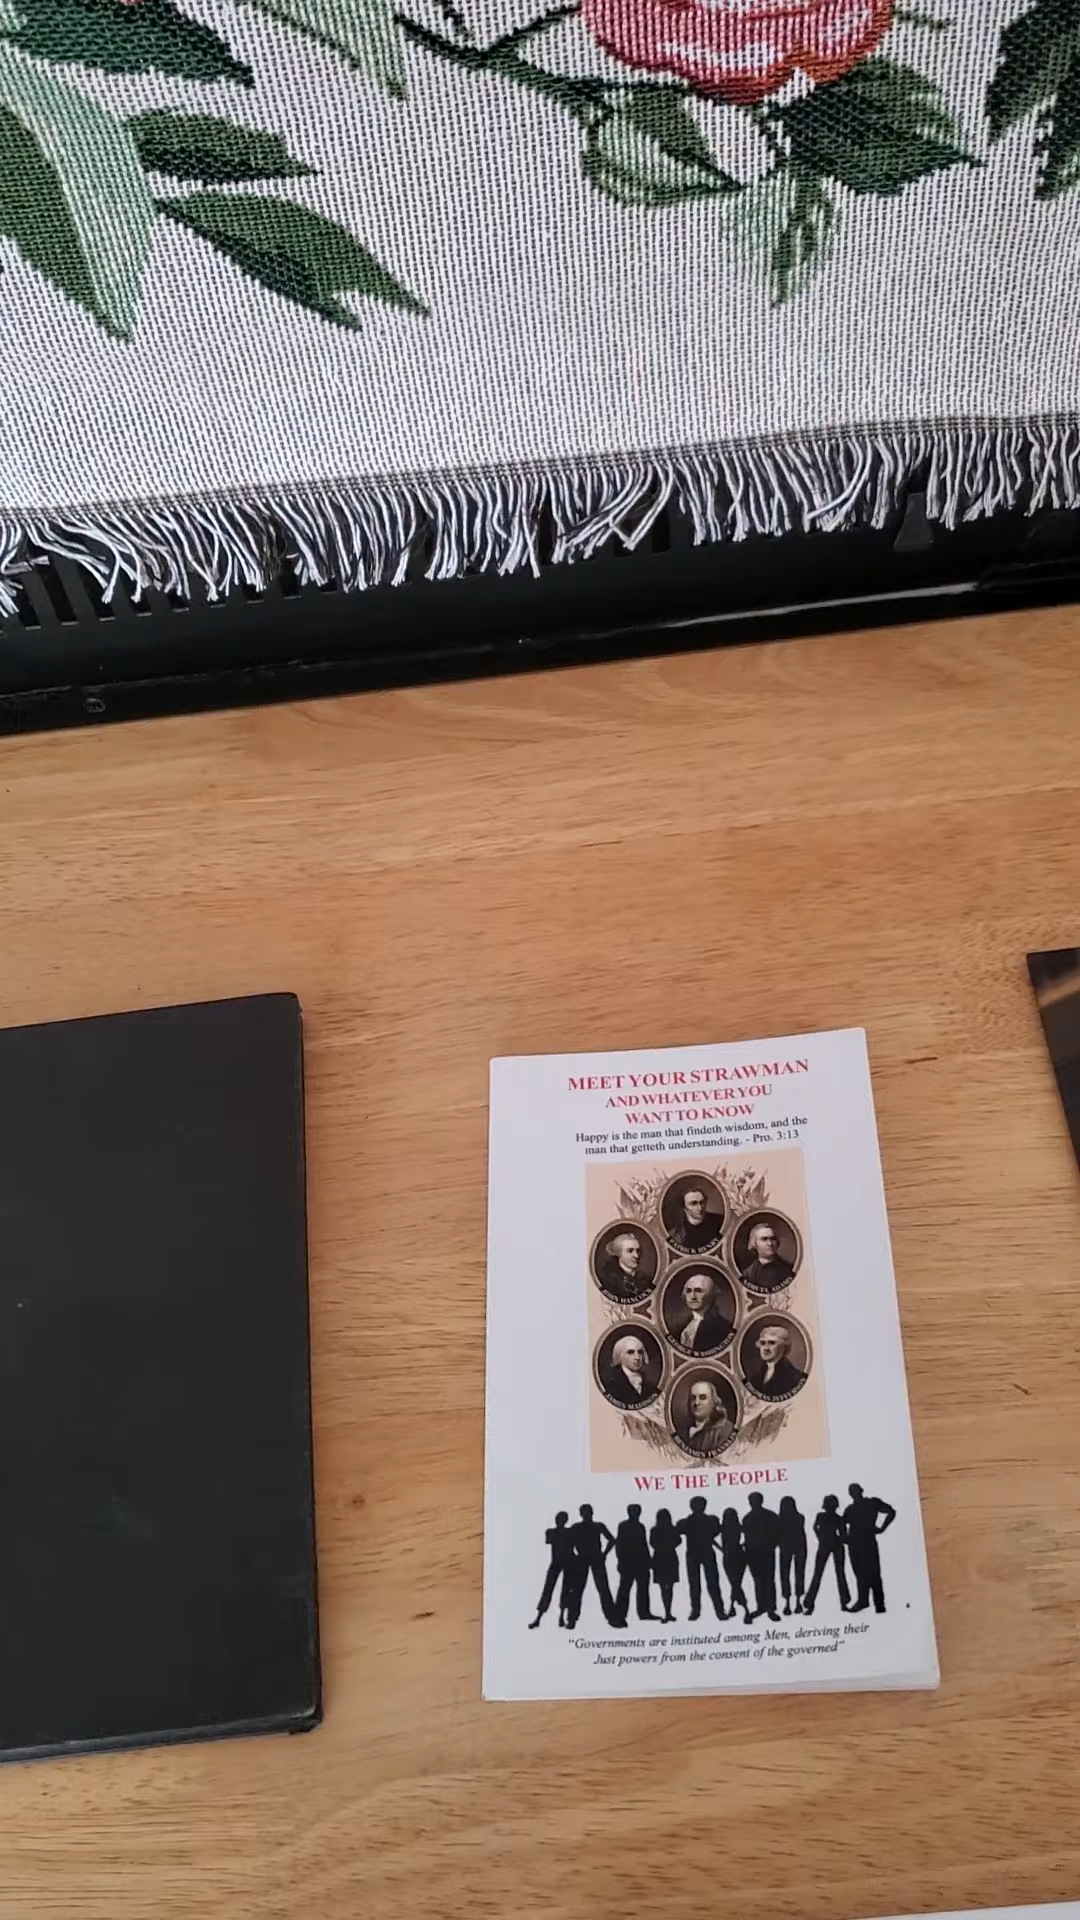 MEET YOUR STRAWMAN
AND WHATEVER YOU
WANT TO KNOW
Happy is the man that findeth wisdom, and the
man that getteth understanding. - Pro. 3:13
PATRICK HENRY
JOHN HANCOCK
SAMUEL ADAMS
GEORGE WASHINGTON
JAMES MADISON
THOMAS JEFFERSON
BENJAMIN FRANKLIN
WE THE PEOPLE
"Governments are instituted among Men, deriving their
Just powers from the consent of the governed"